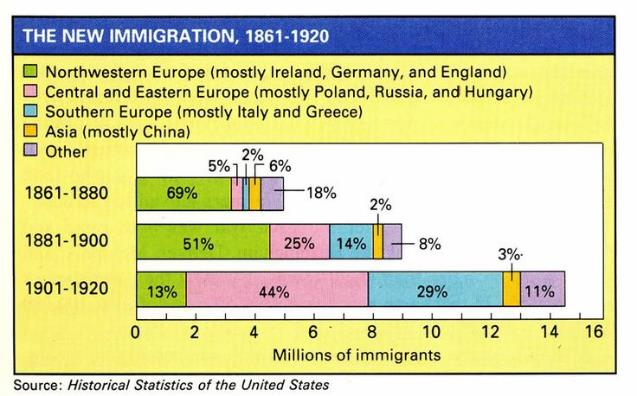 THE NEW IMMIGRATION, 1861-1920
Northwestern Europe (mostly Ireland, Germany, and England)
Central and Eastern Europe (mostly Poland, Russia, and Hungary)
Southern Europe (mostly Italy and Greece)
Asia (mostly China)
Other
5% 2% 6%
1861-1880 69% 18%
2%
1881-1900 51% 25% 14% 8%
3%
1901-1920 13% 44% 29% 11%
0 2 4 6 8 10 12 14 16
Millions of immigrants
Source: Historical Statistics of the United States